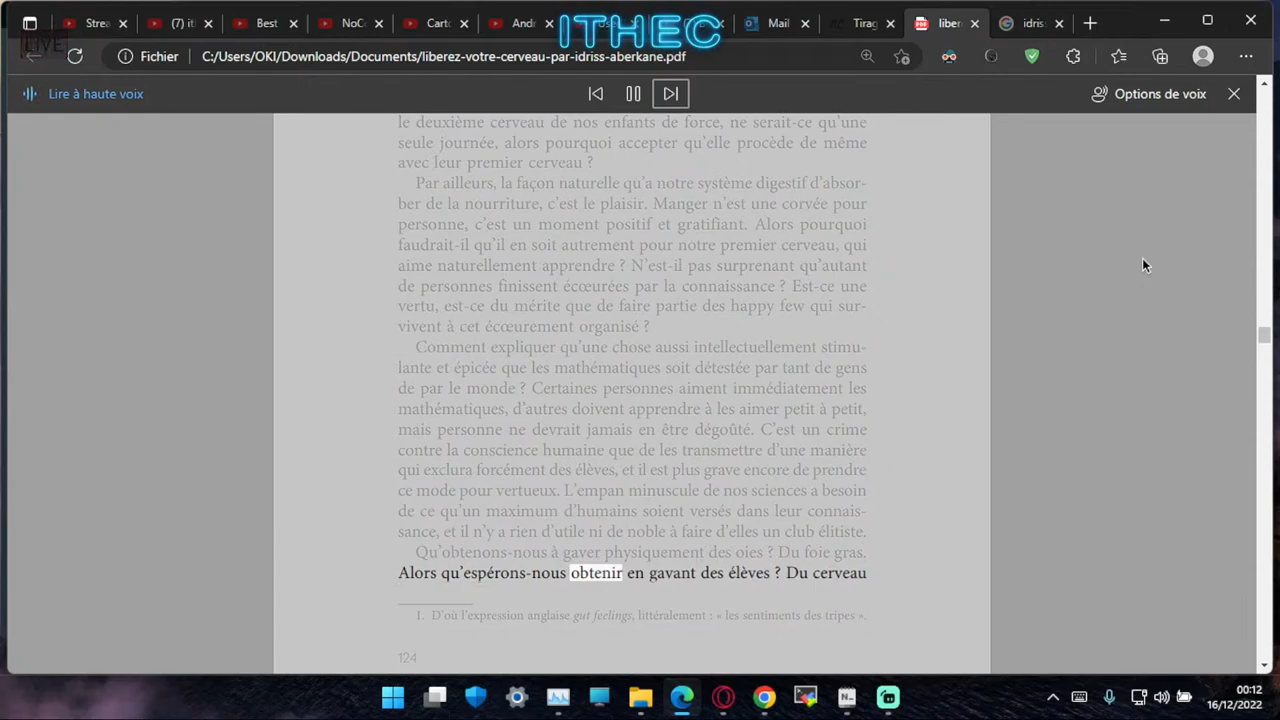 Strea
(7) it
Best
NoC
Carto
Andr
Mail
Tirag
liber
idris
ITHEC
LIVE
Fichier
C:/Users/OKI/Downloads/Documents/liberez-votre-cerveau-par-idriss-aberkane.pdf
Lire à haute voix
Options de voix
le deuxième cerveau de nos enfants de force, ne serait-ce qu'une
seule journée, alors pourquoi accepter qu'elle procède de même
avec leur premier cerveau ?
Par ailleurs, la façon naturelle qu'a notre système digestif d'absor-
ber de la nourriture, c'est le plaisir. Manger n'est une corvée pour
personne, c'est un moment positif et gratifiant. Alors pourquoi
faudrait-il qu'il en soit autrement pour notre premier cerveau, qui
aime naturellement apprendre ? N'est-il pas surprenant qu'autant
de personnes finissent écœurées par la connaissance ? Est-ce une
vertu, est-ce du mérite que de faire partie des happy few qui sur-
vivent à cet écœurement organisé ?
Comment expliquer qu'une chose aussi intellectuellement stimu-
lante et épicée que les mathématiques soit détestée par tant de gens
de par le monde ? Certaines personnes aiment immédiatement les
mathématiques, d'autres doivent apprendre à les aimer petit à petit,
mais personne ne devrait jamais en être dégoûté. C'est un crime
contre la conscience humaine que de les transmettre d'une manière
qui exclura forcément des élèves, et il est plus grave encore de prendre
ce mode pour vertueux. L'empan minuscule de nos sciences a besoin
de ce qu'un maximum d'humains soient versés dans leur connais-
sance, et il n'y a rien d'utile ni de noble à faire d'elles un club élitiste.
Qu'obtenons-nous à gaver physiquement des oies ? Du foie gras.
Alors qu'espérons-nous obtenir en gavant des élèves ? Du cerveau
1. D'où l'expression anglaise gut feelings, littéralement : « les sentiments des tripes ».
124
00:12
16/12/2022